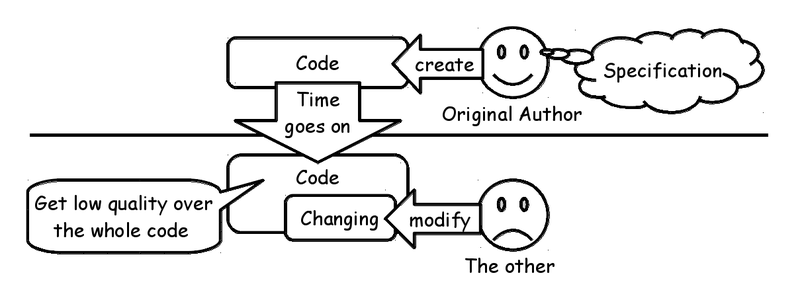 Code
create
Specification
Original Author
Time
goes on
Code
Get low quality over
the whole code
Changing
modify
The other